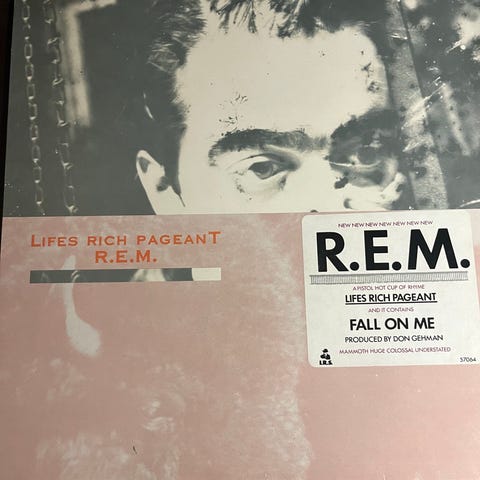 LIFES RICH PAGEANT
R.E.M.
NEW NEW NEW NEW NEW NEW NEW
R.E.M.
A PISTOL HOT CUP OF RHYME
LIFES RICH PAGEANT
AND IT CONTAINS
FALL ON ME
PRODUCED BY DON GEHMAN
MAMMOTH HUGE COLOSSAL UNDERSTATED
I.R.S.
57064